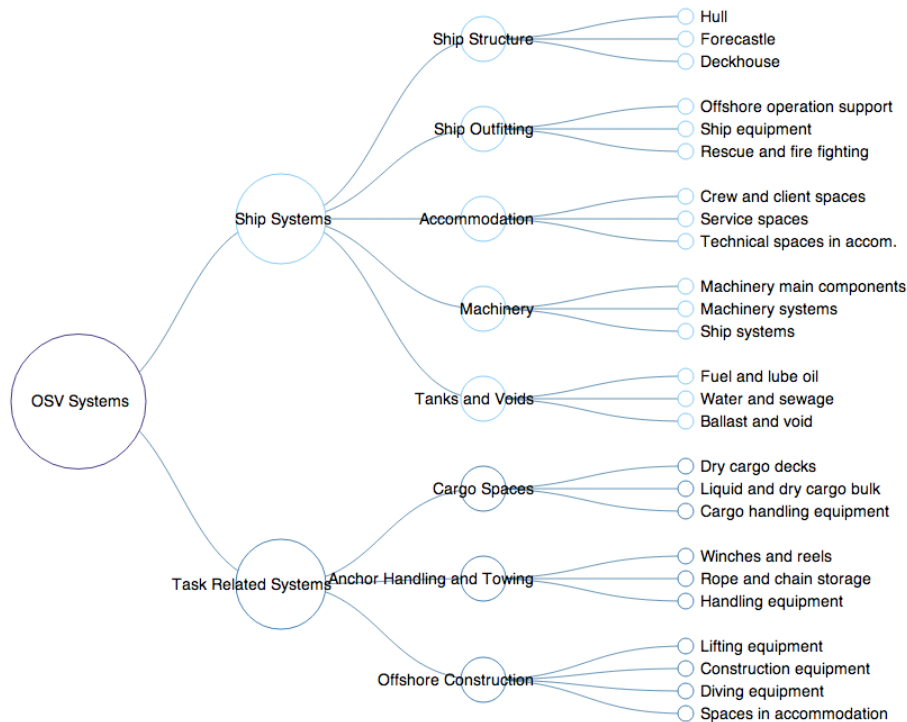 OSV Systems
Ship Systems
Ship Structure
Hull
Forecastle
Deckhouse
Ship Outfitting
Offshore operation support
Ship equipment
Rescue and fire fighting
Accommodation
Crew and client spaces
Service spaces
Technical spaces in accom.
Machinery
Machinery main components
Machinery systems
Ship systems
Tanks and Voids
Fuel and lube oil
Water and sewage
Ballast and void
Task Related Systems
Cargo Spaces
Dry cargo decks
Liquid and dry cargo bulk
Cargo handling equipment
Anchor Handling and Towing
Winches and reels
Rope and chain storage
Handling equipment
Offshore Construction
Lifting equipment
Construction equipment
Diving equipment
Spaces in accommodation